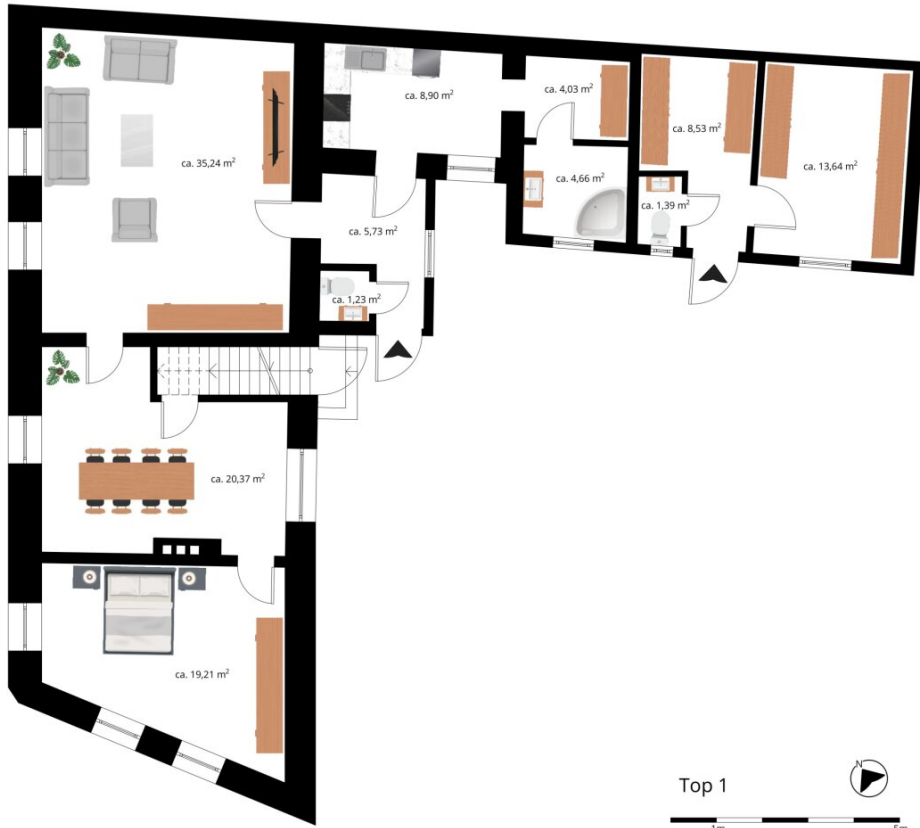 ca. 8,90 m²
ca. 4,03 m²
ca. 8,53 m²
ca. 35,24 m²
ca. 13,64 m²
ca. 4,66 m²
ca. 1,39 m²
ca. 5,73 m²
ca. 1,23 m²
ca. 20,37 m²
ca. 19,21 m²
N
Top 1
1m
5m